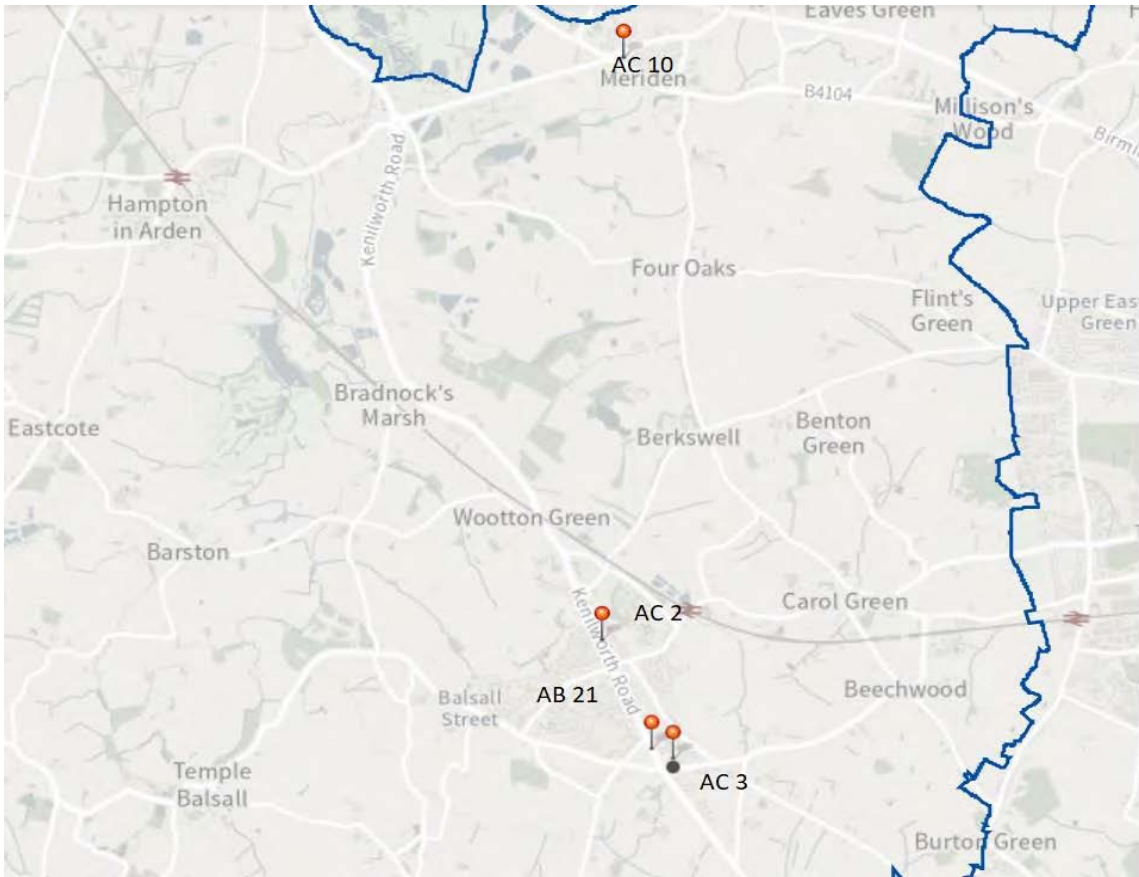 Eaves Green
AC 10
Meriden
B4104
Millison's
Wood
Birmi
Kenilworth Road
Hampton
in Arden
Four Oaks
Flint's
Green
Upper East
Green
Bradnock's
Marsh
Eastcote
Berkswell
Benton
Green
Wootton Green
Barston
Kenilworth Road
AC 2
Carol Green
AB 21
Balsall
Street
Beechwood
Temple
Balsall
AC 3
Burton Green